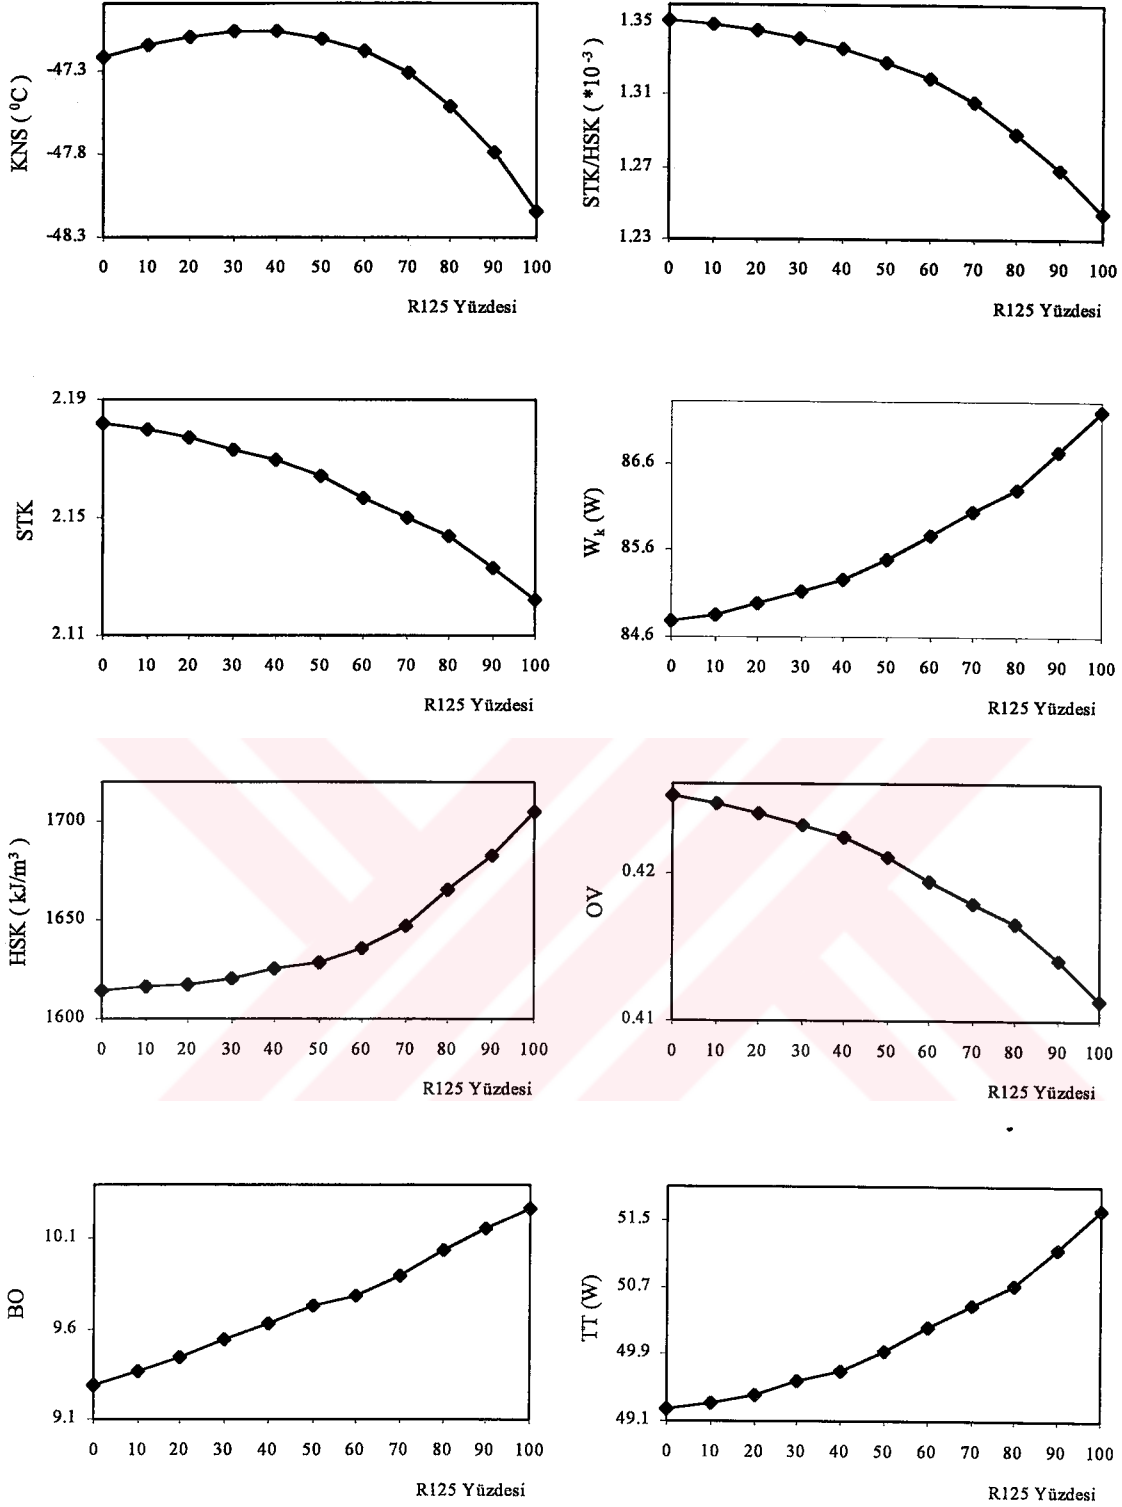 KNS ( ⁰C)
-47.3
-47.8
-48.3
0 10 20 30 40 50 60 70 80 90 100
R125 Yüzdesi
STK/HSK ( *10⁻³ )
1.35
1.31
1.27
1.23
0 10 20 30 40 50 60 70 80 90 100
R125 Yüzdesi
STK
2.19
2.15
2.11
0 10 20 30 40 50 60 70 80 90 100
R125 Yüzdesi
Wₖ (W)
86.6
85.6
84.6
0 10 20 30 40 50 60 70 80 90 100
R125 Yüzdesi
HSK ( kJ/m³ )
1700
1650
1600
0 10 20 30 40 50 60 70 80 90 100
R125 Yüzdesi
OV
0.42
0.41
0 10 20 30 40 50 60 70 80 90 100
R125 Yüzdesi
BO
10.1
9.6
9.1
0 10 20 30 40 50 60 70 80 90 100
R125 Yüzdesi
TT (W)
51.5
50.7
49.9
49.1
0 10 20 30 40 50 60 70 80 90 100
R125 Yüzdesi